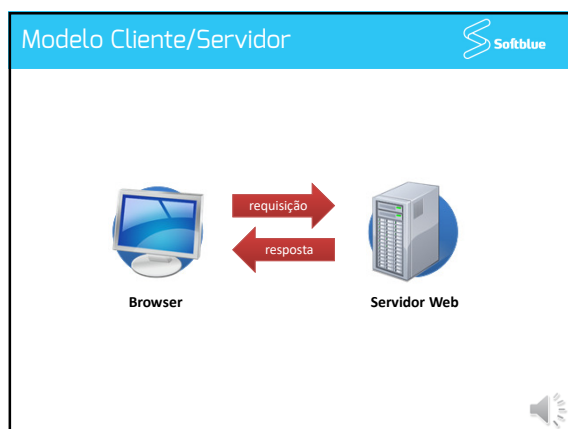 Modelo Cliente/Servidor
Softblue
requisição
resposta
Browser
Servidor Web